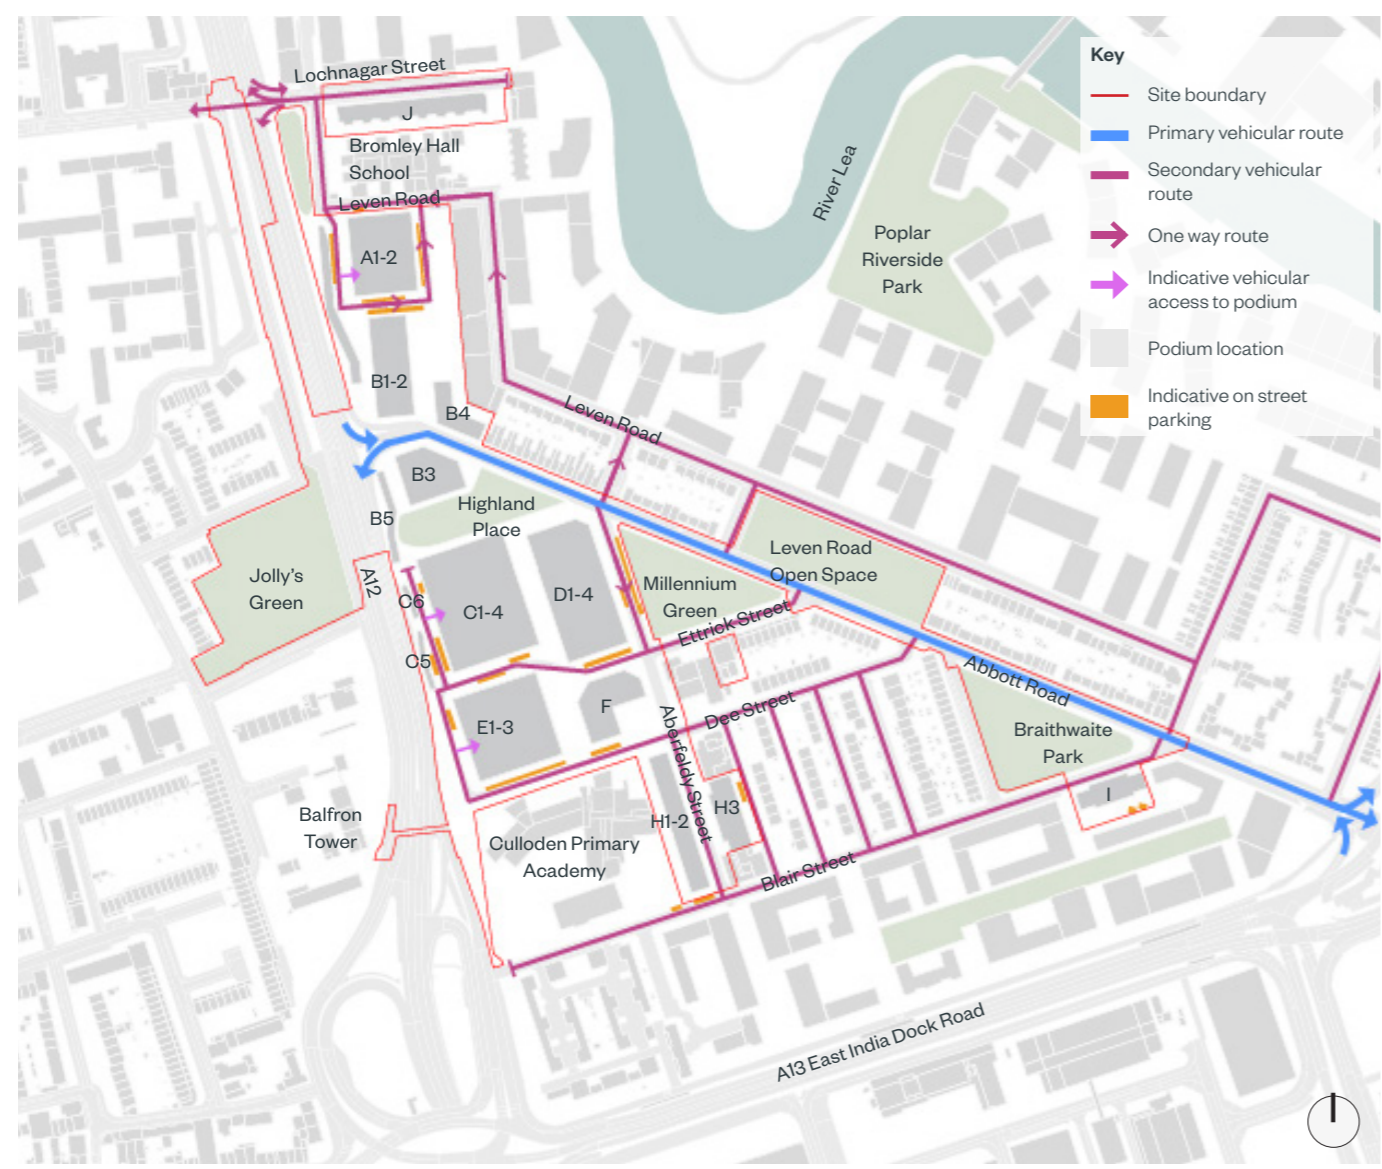 Key
Site boundary
Primary vehicular route
Secondary vehicular
route
One way route
Indicative vehicular
access to podium
Podium location
Indicative on street
parking
Lochnagar Street
J
Bromley Hall
School
Leven Road
A1-2
River Lea
Poplar
Riverside
Park
B1-2
B4
Leven Road
B3
Highland
Place
B5
Jolly's
Green
A12
C6
C1-4
D1-4
Millennium
Green
Leven Road
Open Space
Ettrick Street
C5
Abbott Road
Dee Street
F
E1-3
Aberfeldy Street
Braithwaite
Park
I
Balfron
Tower
H1-2
H3
Culloden Primary
Academy
Blair Street
A13 East India Dock Road